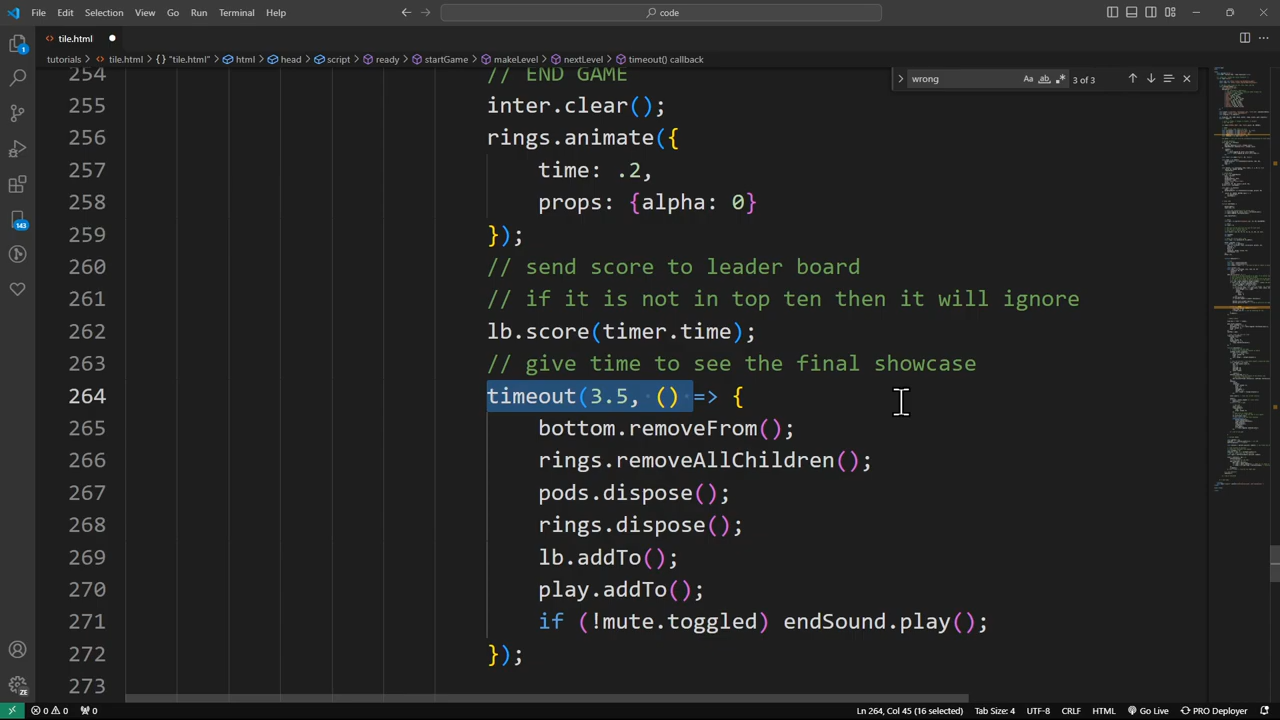 File Edit Selection View Go Run Terminal Help
code
tile.html
tutorials > tile.html > {} "tile.html" > html > head > script > ready > startGame > makeLevel > nextLevel > timeout() callback
wrong Aa ab .* 3 of 3
254 // END GAME
255 inter.clear();
256 rings.animate({
257 time: .2,
258 props: {alpha: 0}
259 });
260 // send score to leader board
261 // if it is not in top ten then it will ignore
262 lb.score(timer.time);
263 // give time to see the final showcase
264 timeout(3.5, () => {
265 bottom.removeFrom();
266 rings.removeAllChildren();
267 pods.dispose();
268 rings.dispose();
269 lb.addTo();
270 play.addTo();
271 if (!mute.toggled) endSound.play();
272 });
273
1
143
ZE
0 0 0 Ln 264, Col 45 (16 selected) Tab Size: 4 UTF-8 CRLF HTML Go Live PRO Deployer